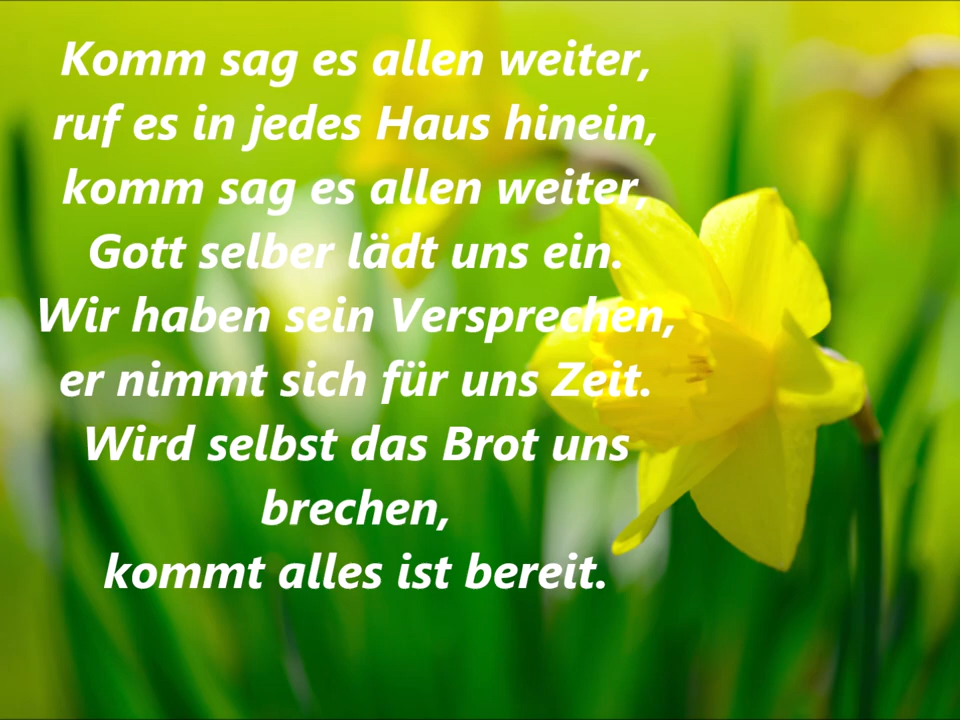 Komm sag es allen weiter,
ruf es in jedes Haus hinein,
komm sag es allen weiter,
Gott selber lädt uns ein.
Wir haben sein Versprechen,
er nimmt sich für uns Zeit.
Wird selbst das Brot uns
brechen,
kommt alles ist bereit.